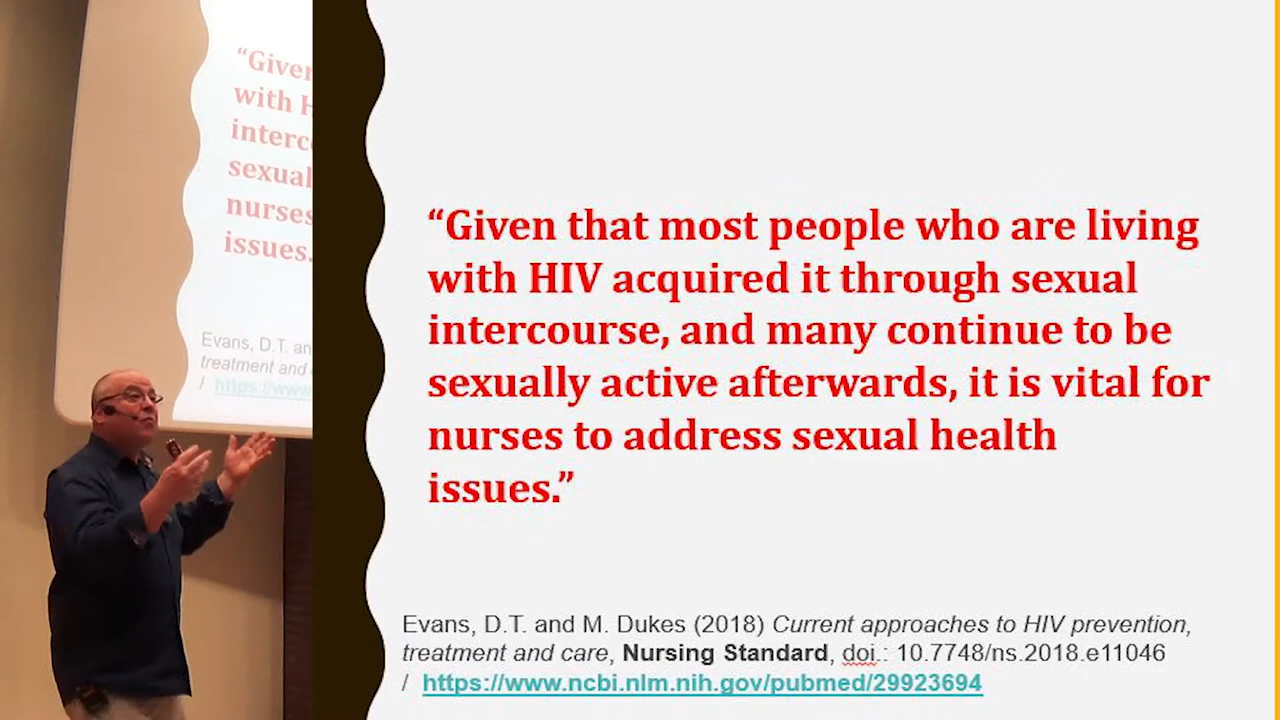 “Given
with H
interc
sexual
nurses
issues.
Evans, D.T. an
treatment and
/ https://www
“Given that most people who are living
with HIV acquired it through sexual
intercourse, and many continue to be
sexually active afterwards, it is vital for
nurses to address sexual health
issues.”
Evans, D.T. and M. Dukes (2018) Current approaches to HIV prevention,
treatment and care, Nursing Standard, doi.: 10.7748/ns.2018.e11046
/ https://www.ncbi.nlm.nih.gov/pubmed/29923694